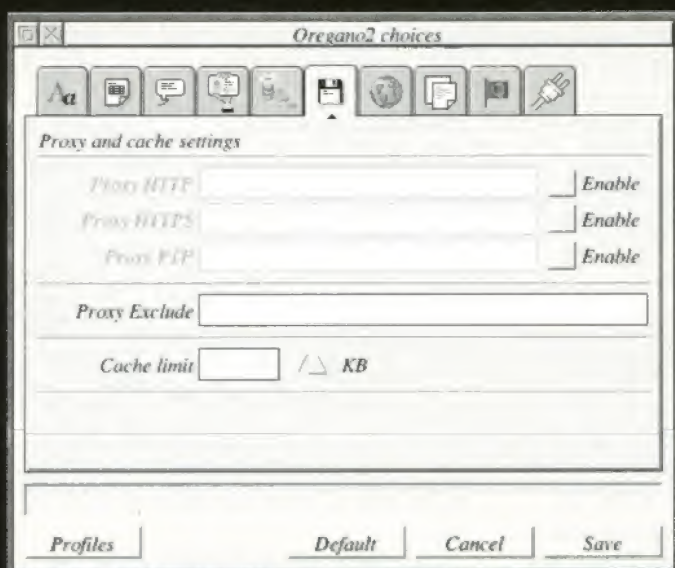 Oregano2 choices
Aa
Proxy and cache settings
Proxy HTTP Enable
Proxy HTTPS Enable
Proxy FTP Enable
Proxy Exclude
Cache limit KB
Profiles Default Cancel Save